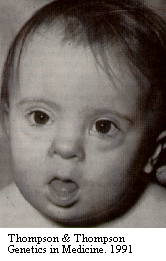 Thompson & Thompson
Genetics in Medicine. 1991